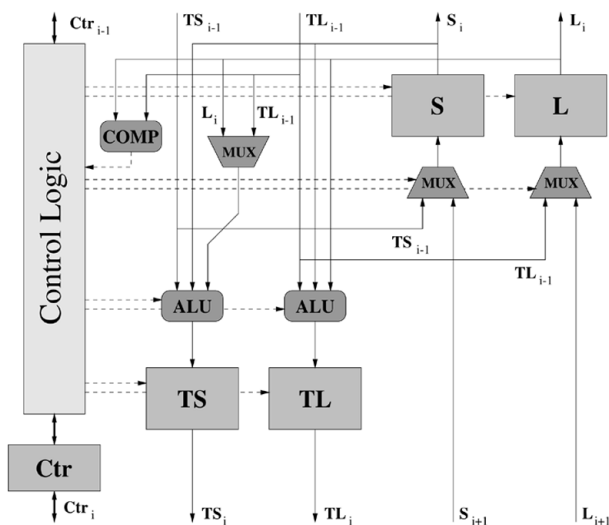 Ctr i-1
TS i-1
TL i-1
S i
L i
S
L
COMP
L i
TL i-1
MUX
MUX
MUX
Control Logic
TS i-1
TL i-1
ALU
ALU
TS
TL
Ctr
Ctr i
TS i
TL i
S i+1
L i+1